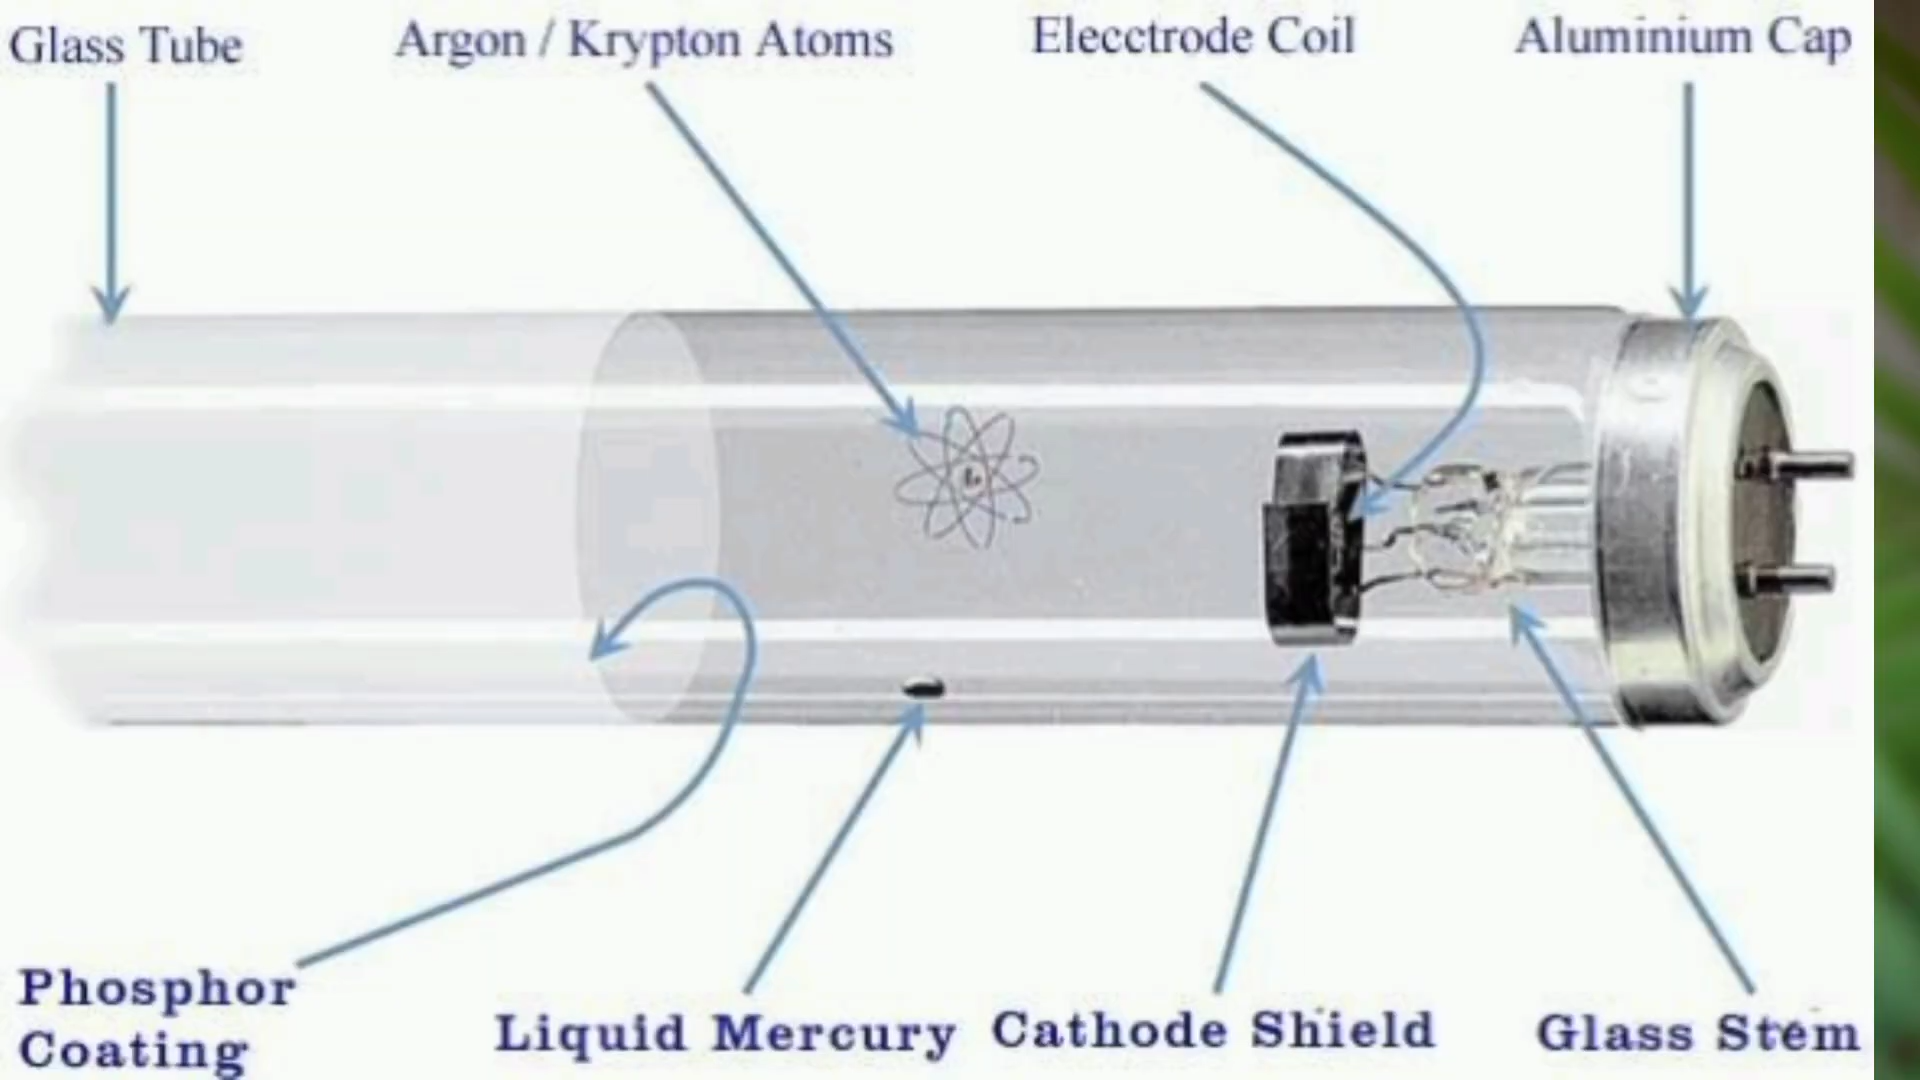 Glass Tube
Argon / Krypton Atoms
Elecctrode Coil
Aluminium Cap
Phosphor
Coating
Liquid Mercury
Cathode Shield
Glass Stem